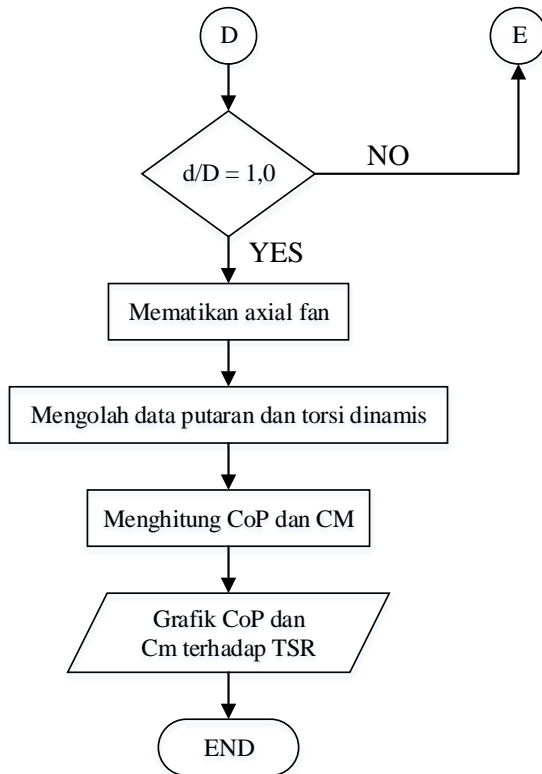 D
E
d/D = 1,0
NO
YES
Mematikan axial fan
Mengolah data putaran dan torsi dinamis
Menghitung CoP dan CM
Grafik CoP dan
Cm terhadap TSR
END